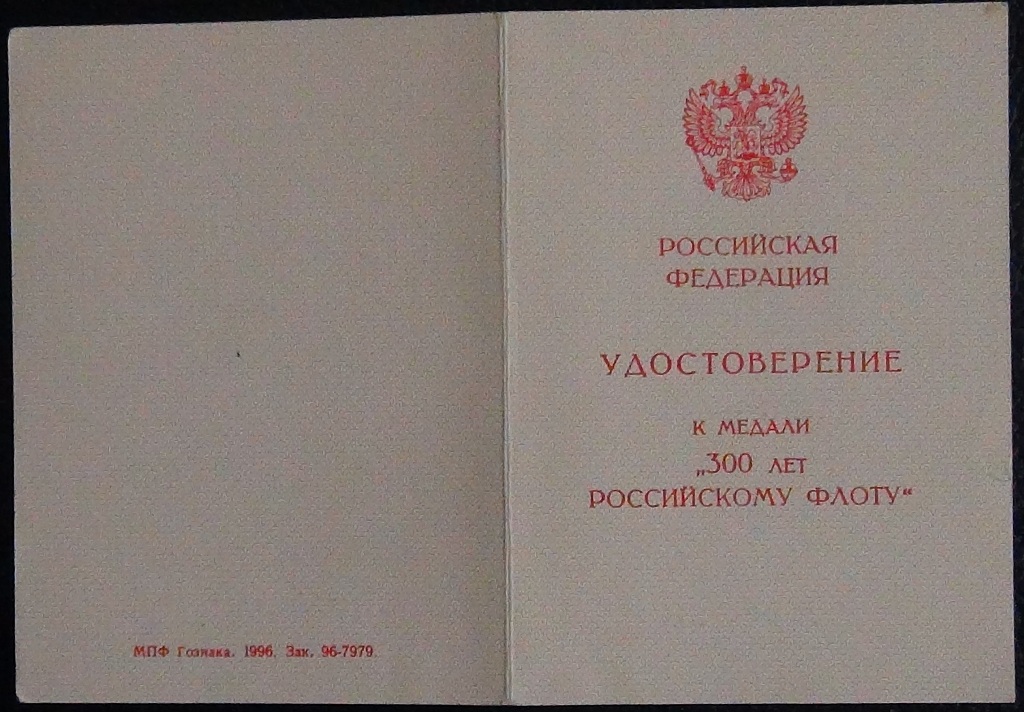 РОССИЙСКАЯ
ФЕДЕРАЦИЯ
УДОСТОВЕРЕНИЕ
К МЕДАЛИ
„300 ЛЕТ
РОССИЙСКОМУ ФЛОТУ“
МПФ Гознака. 1996. Зак. 96-7979.